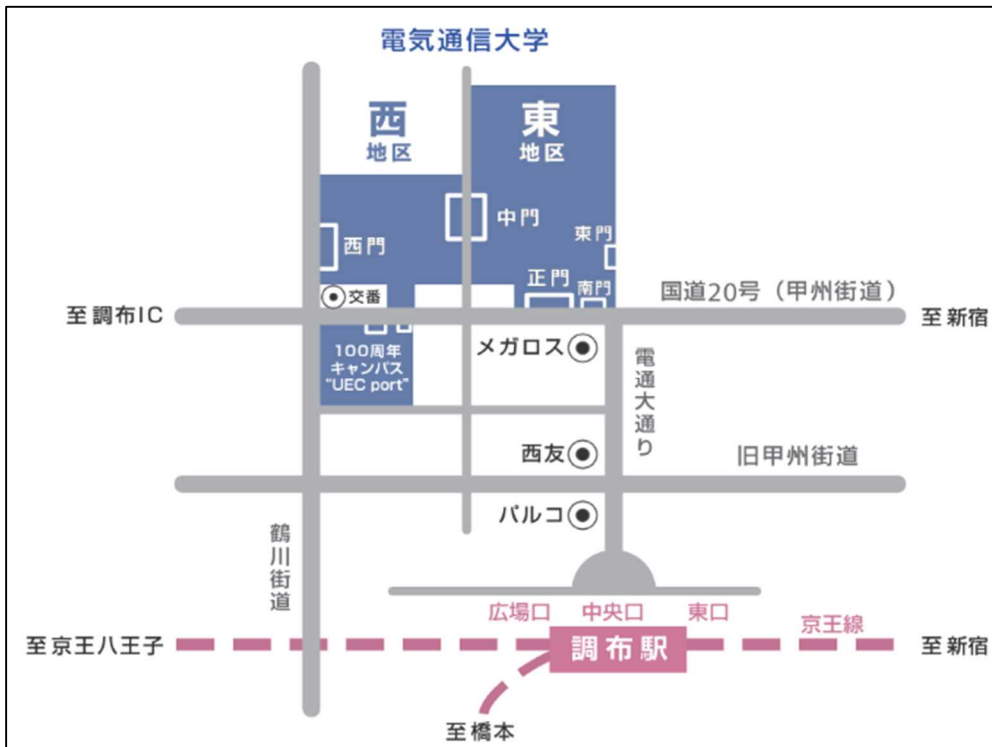 電気通信大学
西
地区
東
地区
中門
西門
東門
正門
南門
交番
国道20号（甲州街道）
至調布IC
至新宿
100周年
キャンパス
"UEC port"
メガロス
電通大通り
西友
旧甲州街道
パルコ
鶴川街道
広場口
中央口
東口
京王線
至京王八王子
調布駅
至新宿
至橋本